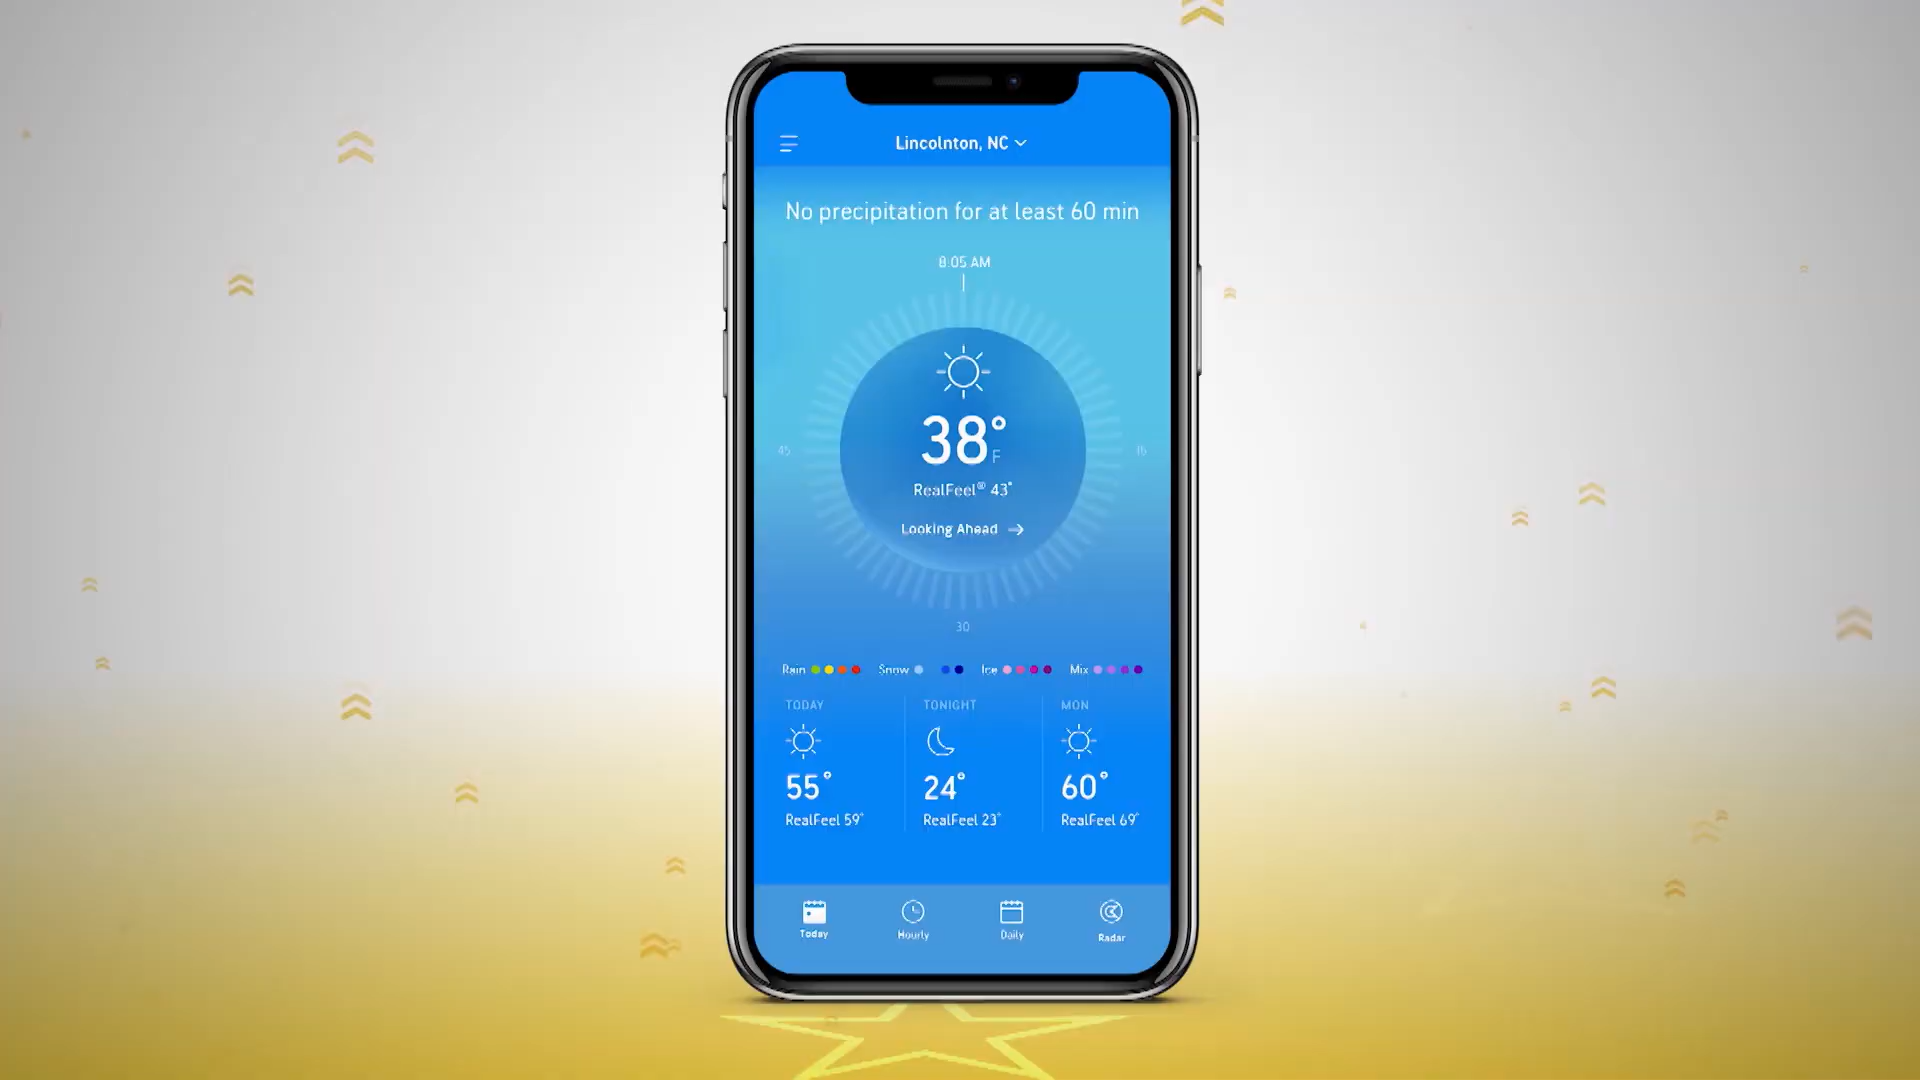 Lincolnton, NC
No precipitation for at least 60 min
8:05 AM
38°
F
RealFeel® 43°
Looking Ahead →
45
15
30
Rain Snow Ice Mix
TODAY TONIGHT MON
55° 24° 60°
RealFeel 59° RealFeel 23° RealFeel 69°
Today Hourly Daily Radar